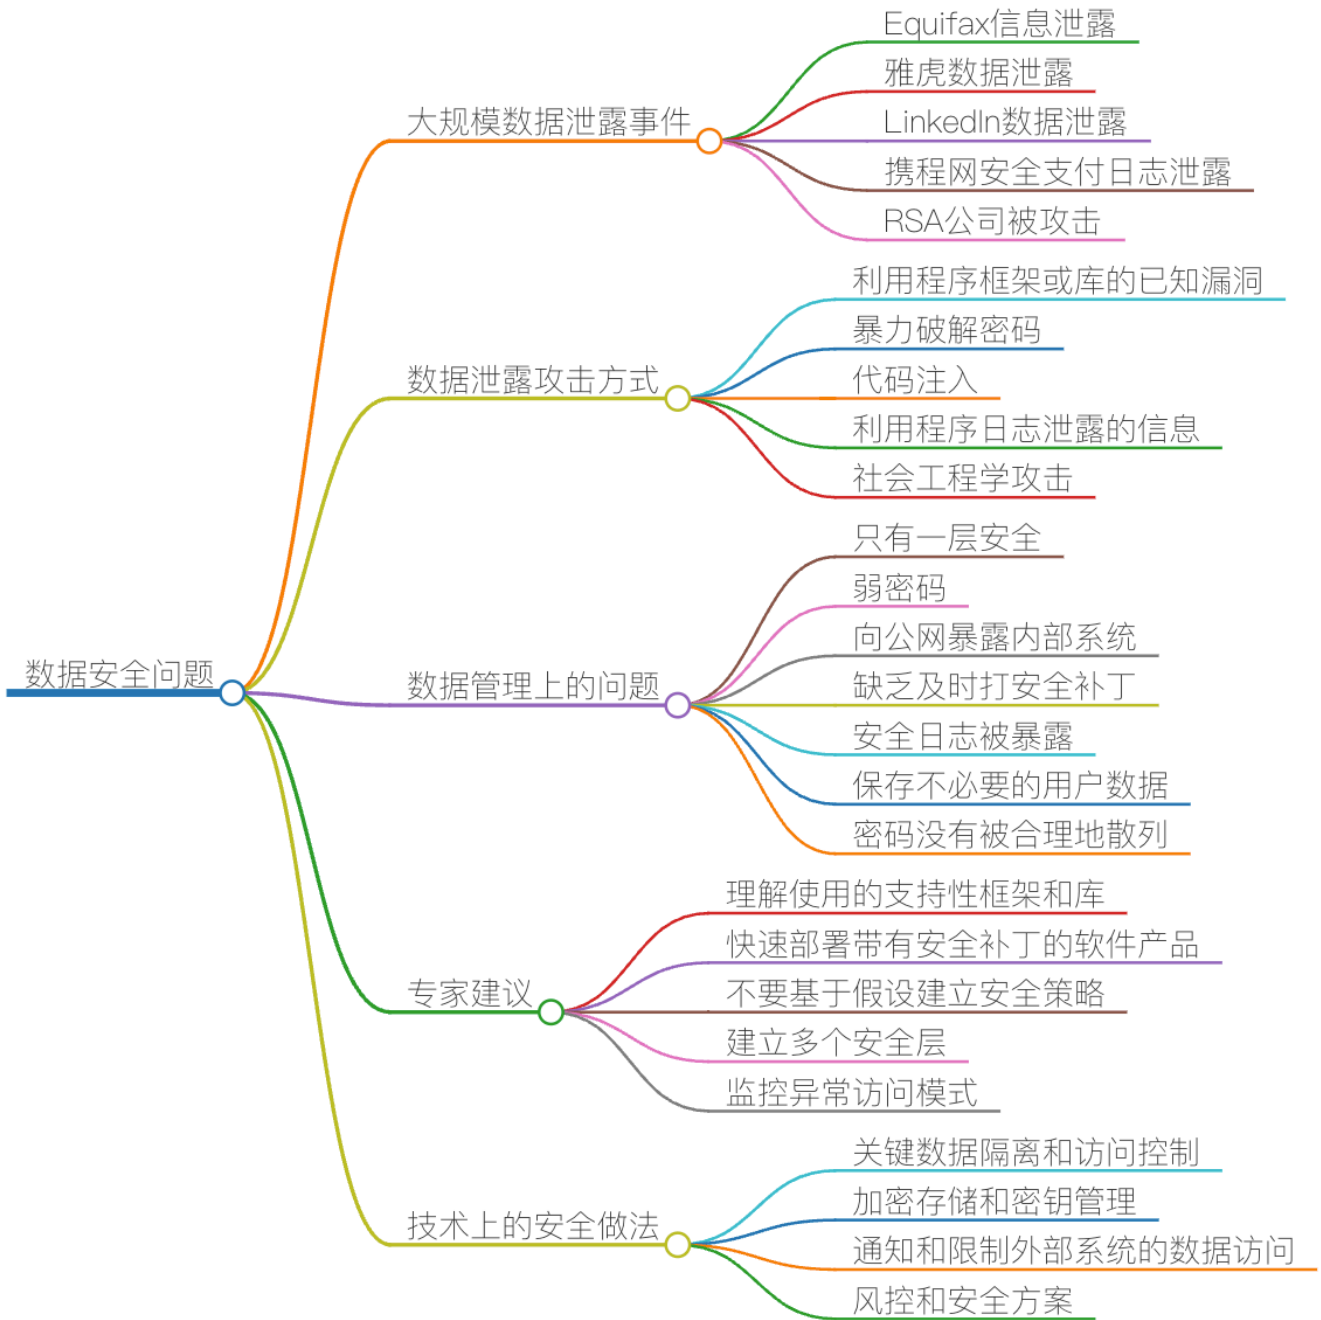 数据安全问题
大规模数据泄露事件
Equifax信息泄露
雅虎数据泄露
LinkedIn数据泄露
携程网安全支付日志泄露
RSA公司被攻击
数据泄露攻击方式
利用程序框架或库的已知漏洞
暴力破解密码
代码注入
利用程序日志泄露的信息
社会工程学攻击
数据管理上的问题
只有一层安全
弱密码
向公网暴露内部系统
缺乏及时打安全补丁
安全日志被暴露
保存不必要的用户数据
密码没有被合理地散列
专家建议
理解使用的支持性框架和库
快速部署带有安全补丁的软件产品
不要基于假设建立安全策略
建立多个安全层
监控异常访问模式
技术上的安全做法
关键数据隔离和访问控制
加密存储和密钥管理
通知和限制外部系统的数据访问
风控和安全方案